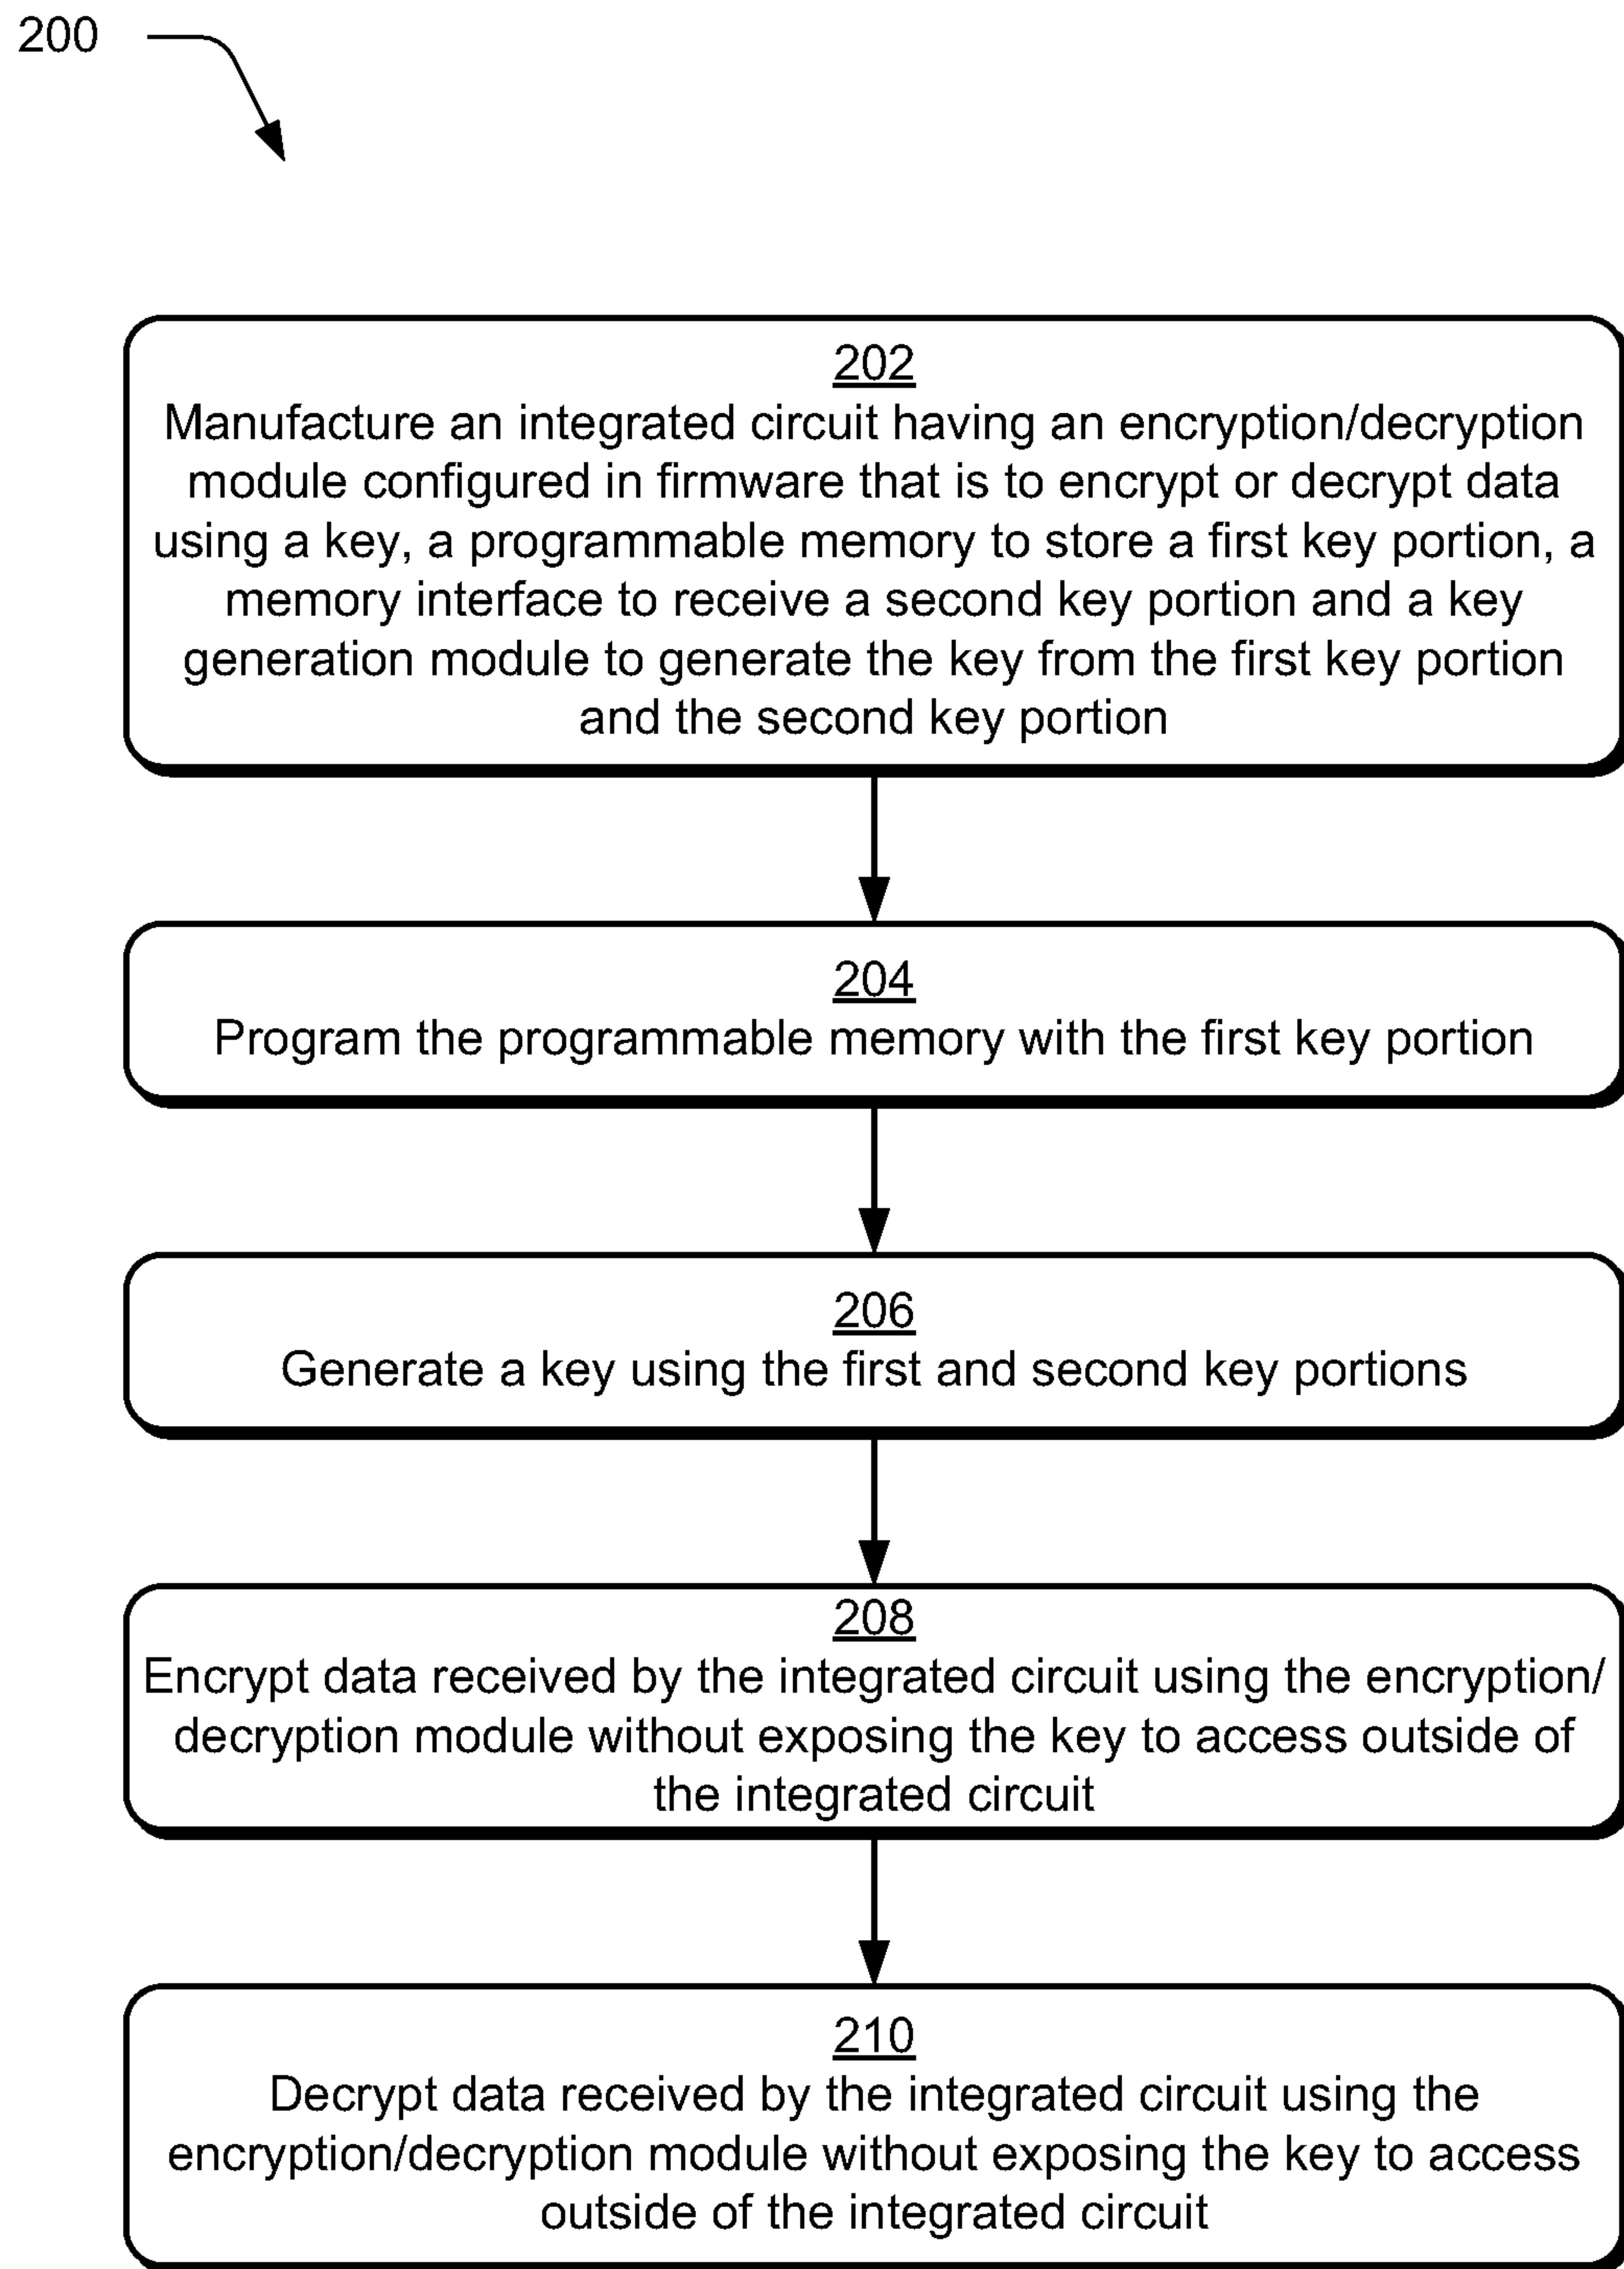 200
202
Manufacture an integrated circuit having an encryption/decryption
module configured in firmware that is to encrypt or decrypt data
using a key, a programmable memory to store a first key portion, a
memory interface to receive a second key portion and a key
generation module to generate the key from the first key portion
and the second key portion
204
Program the programmable memory with the first key portion
206
Generate a key using the first and second key portions
208
Encrypt data received by the integrated circuit using the encryption/
decryption module without exposing the key to access outside of
the integrated circuit
210
Decrypt data received by the integrated circuit using the
encryption/decryption module without exposing the key to access
outside of the integrated circuit